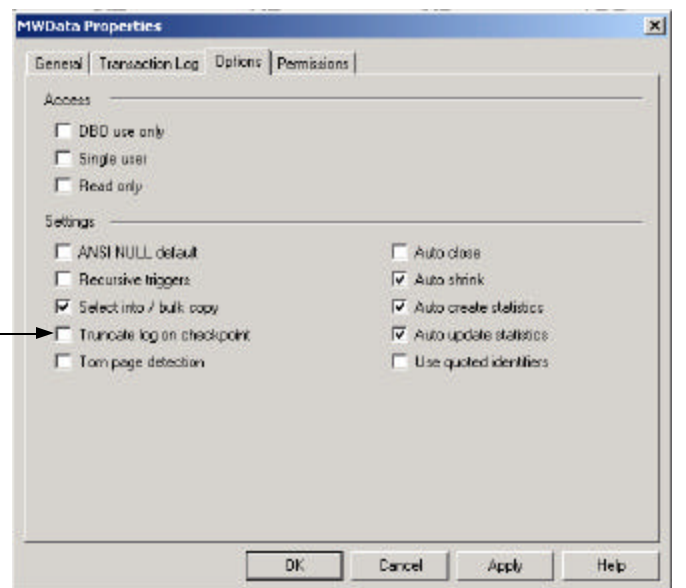 MWData Properties
General Transaction Log Options Permissions
Access
DBO use only
Single user
Read only
Settings
ANSI NULL default
Auto close
Recursive triggers
Auto shrink
Select into / bulk copy
Auto create statistics
Truncate log on checkpoint
Auto update statistics
Torn page detection
Use quoted identifiers
OK Cancel Apply Help